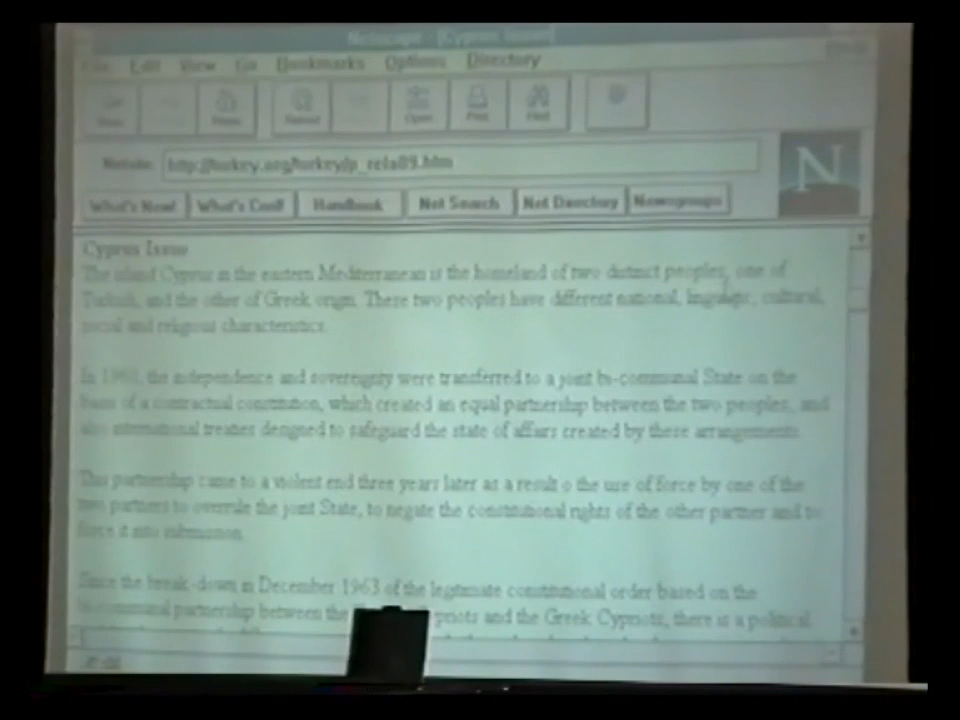 Netscape - [Cyprus Issue]
File Edit View Go Bookmarks Options Directory
Home Reload Open Print Find
Netsite: http://turkey.org/turkey/p_rela09.htm
N
What's New! What's Cool! Handbook Net Search Net Directory Newsgroups
Cyprus Issue
The island Cyprus in the eastern Mediterranean is the homeland of two distinct peoples, one of
Turkish, and the other of Greek origin. These two peoples have different national, linguistic, cultural,
social and religious characteristics.
In 1960, the independence and sovereignty were transferred to a joint bi-communal State on the
basis of a contractual constitution, which created an equal partnership between the two peoples, and
also international treaties designed to safeguard the state of affairs created by these arrangements.
This partnership came to a violent end three years later as a result o the use of force by one of the
two partners to overrule the joint State, to negate the constitutional rights of the other partner and to
force it into submission.
Since the break-down in December 1963 of the legitimate constitutional order based on the
bi-communal partnership between the priots and the Greek Cypriots, there is a political